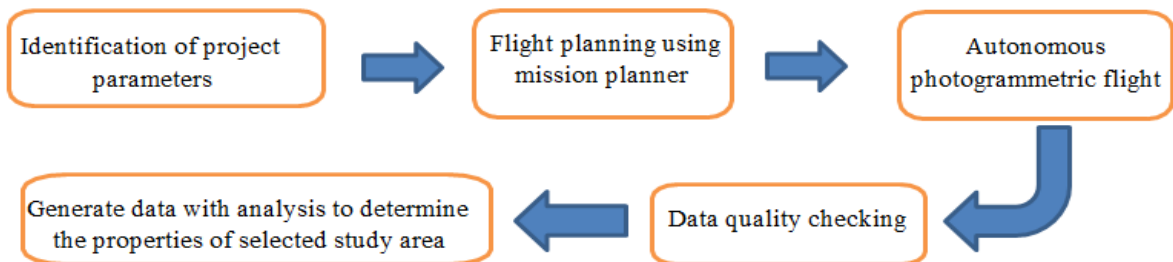 Identification of project
parameters
Flight planning using
mission planner
Autonomous
photogrammetric flight
Data quality checking
Generate data with analysis to determine
the properties of selected study area